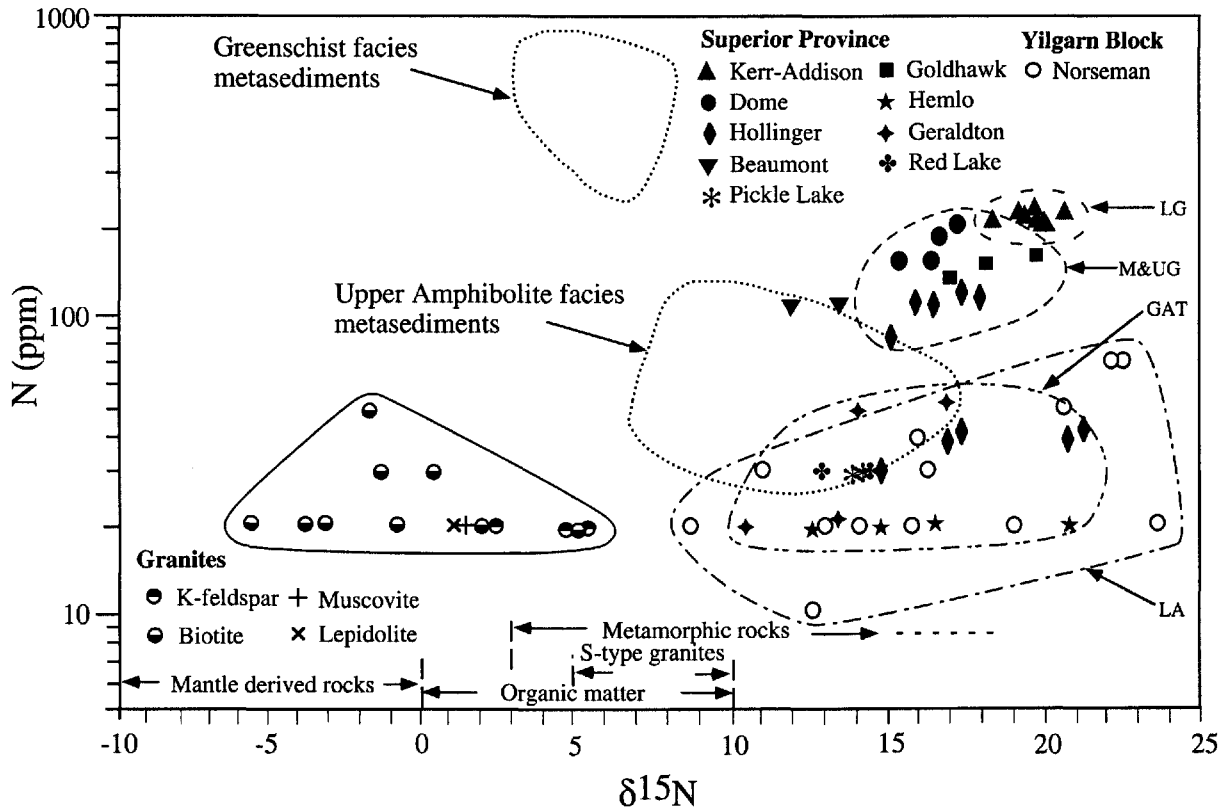 1000
100
10
N (ppm)
Greenschist facies
metasediments
Superior Province
Yilgarn Block
Kerr-Addison
Goldhawk
Norseman
Dome
Hemlo
Hollinger
Geraldton
Beaumont
Red Lake
Pickle Lake
LG
M&UG
GAT
Upper Amphibolite facies
metasediments
LA
Granites
K-feldspar
Muscovite
Biotite
Lepidolite
Metamorphic rocks
S-type granites
Mantle derived rocks
Organic matter
-10
-5
0
5
10
15
20
25
δ15N